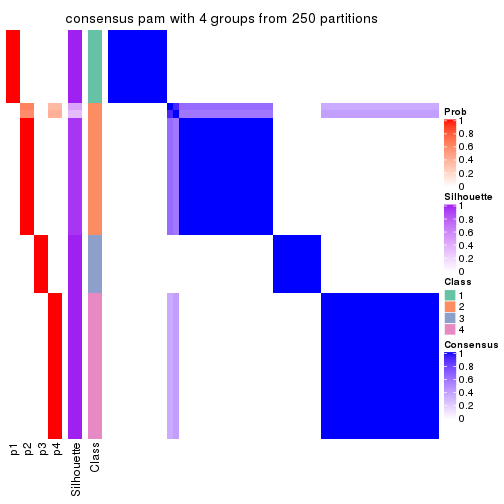 consensus pam with 4 groups from 250 partitions
Prob
1
0.8
0.6
0.4
0.2
0
Silhouette
1
0.8
0.6
0.4
0.2
0
Class
1
2
3
4
Consensus
1
0.8
0.6
0.4
0.2
0
p1
p2
p3
p4
Silhouette
Class